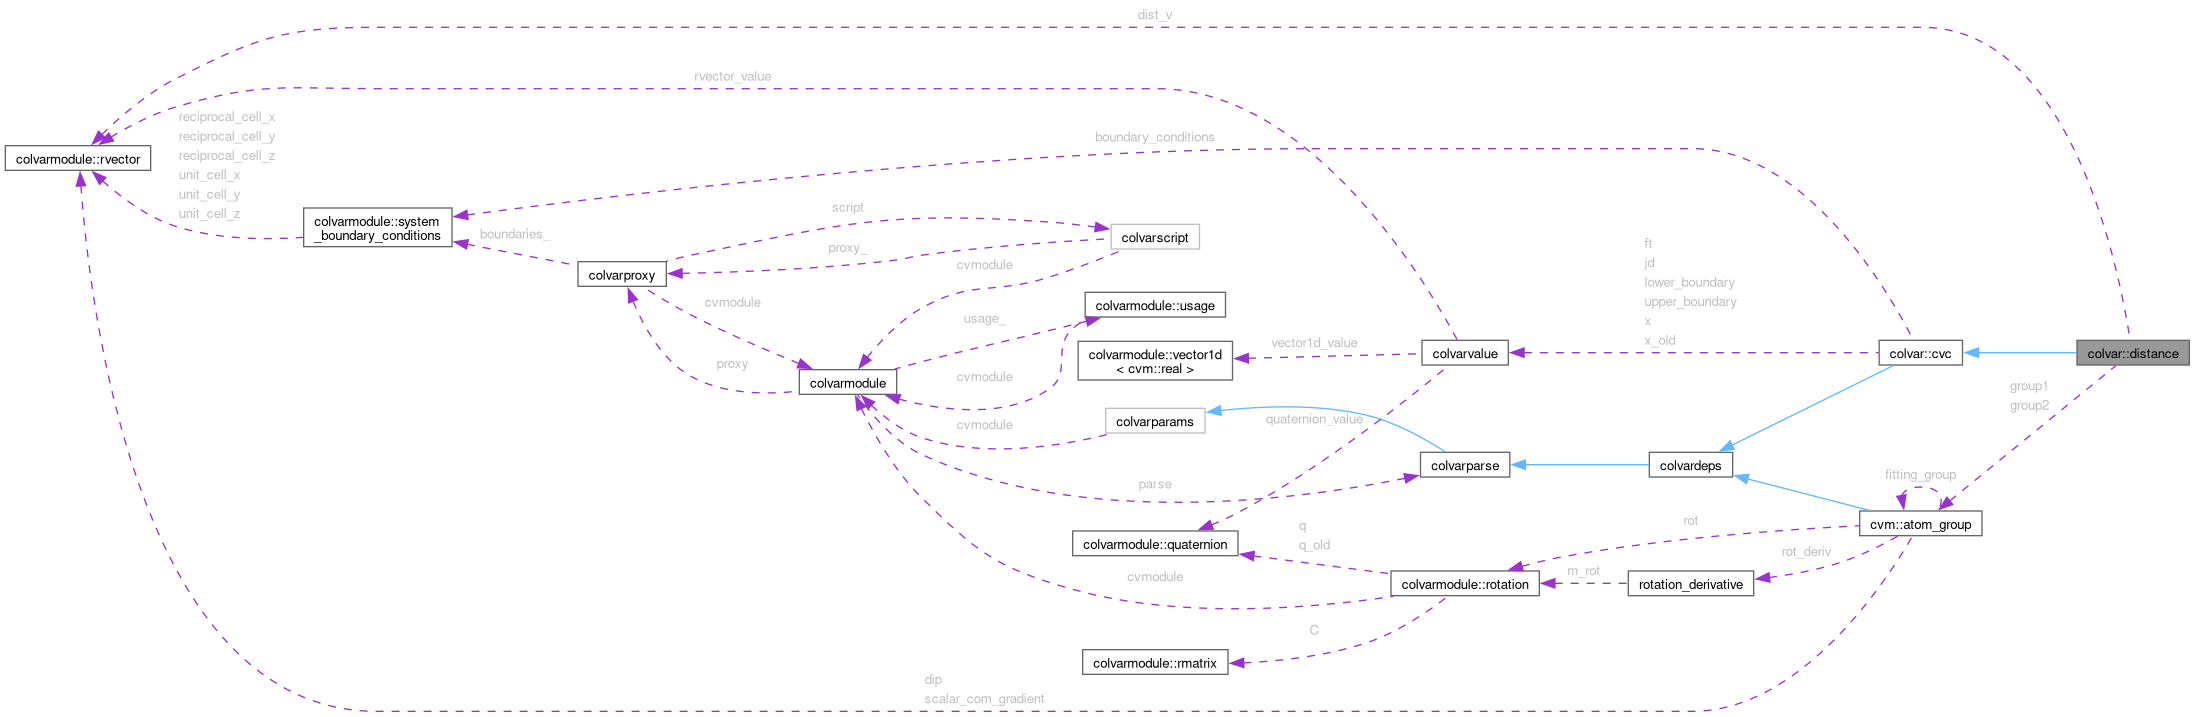 dist_v
rvector_value
reciprocal_cell_x
reciprocal_cell_y
reciprocal_cell_z
unit_cell_x
unit_cell_y
unit_cell_z
boundary_conditions
colvarmodule::rvector
colvarmodule::system
_boundary_conditions
boundaries_
script
proxy_
cvmodule
colvarscript
colvarproxy
cvmodule
proxy
usage_
colvarmodule::usage
colvarmodule::vector1d
< cvm::real >
vector1d_value
colvarvalue
ft
jd
lower_boundary
upper_boundary
x
x_old
colvar::cvc
colvar::distance
colvarmodule
cvmodule
cvmodule
colvarparams
quaternion_value
group1
group2
colvarparse
colvardeps
parse
fitting_group
cvm::atom_group
colvarmodule::quaternion
q
q_old
rot
rot_deriv
cvmodule
colvarmodule::rotation
m_rot
rotation_derivative
C
colvarmodule::rmatrix
dip
scalar_com_gradient